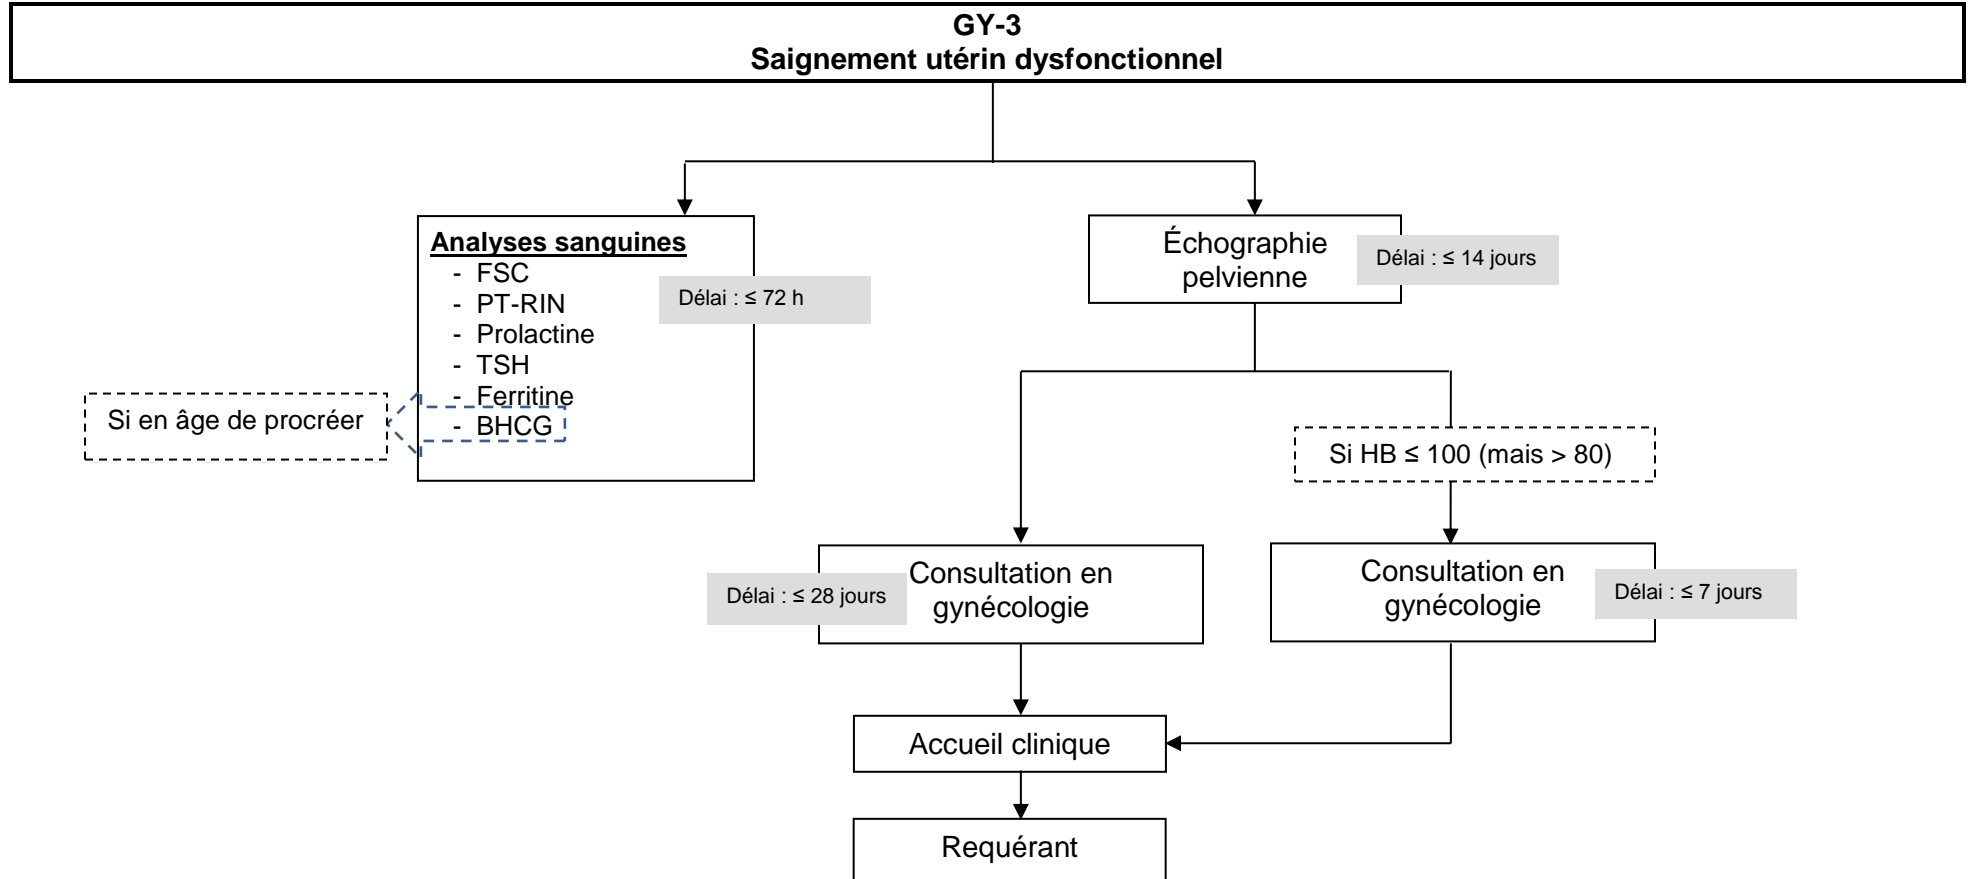 GY-3
Saignement utérin dysfonctionnel
Analyses sanguines
- FSC
- PT-RIN
- Prolactine
- TSH
- Ferritine
- BHCG
Délai : ≤ 72 h
Si en âge de procréer
Échographie
pelvienne
Délai : ≤ 14 jours
Si HB ≤ 100 (mais > 80)
Consultation en
gynécologie
Délai : ≤ 28 jours
Consultation en
gynécologie
Délai : ≤ 7 jours
Accueil clinique
Requérant